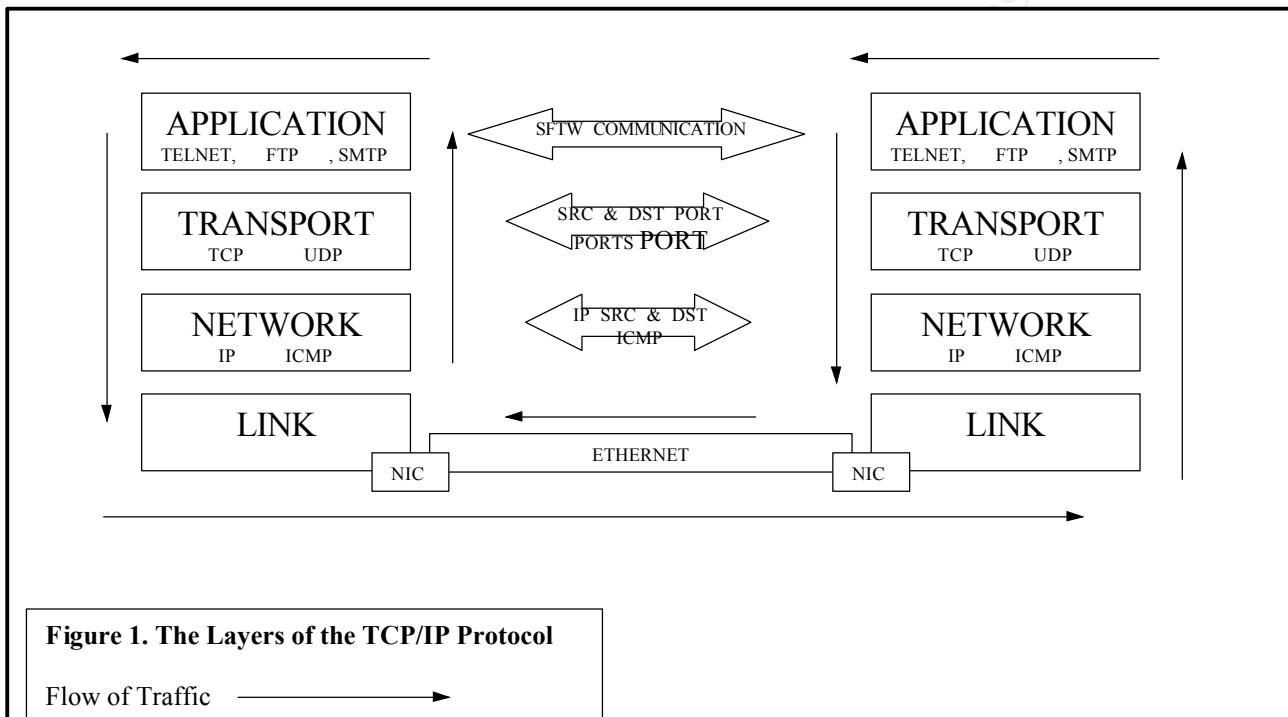 APPLICATION
TELNET, FTP , SMTP
TRANSPORT
TCP UDP
NETWORK
IP ICMP
LINK
NIC
SFTW COMMUNICATION
SRC & DST PORT
PORTS PORT
IP SRC & DST
ICMP
ETHERNET
APPLICATION
TELNET, FTP , SMTP
TRANSPORT
TCP UDP
NETWORK
IP ICMP
LINK
NIC
Figure 1. The Layers of the TCP/IP Protocol
Flow of Traffic